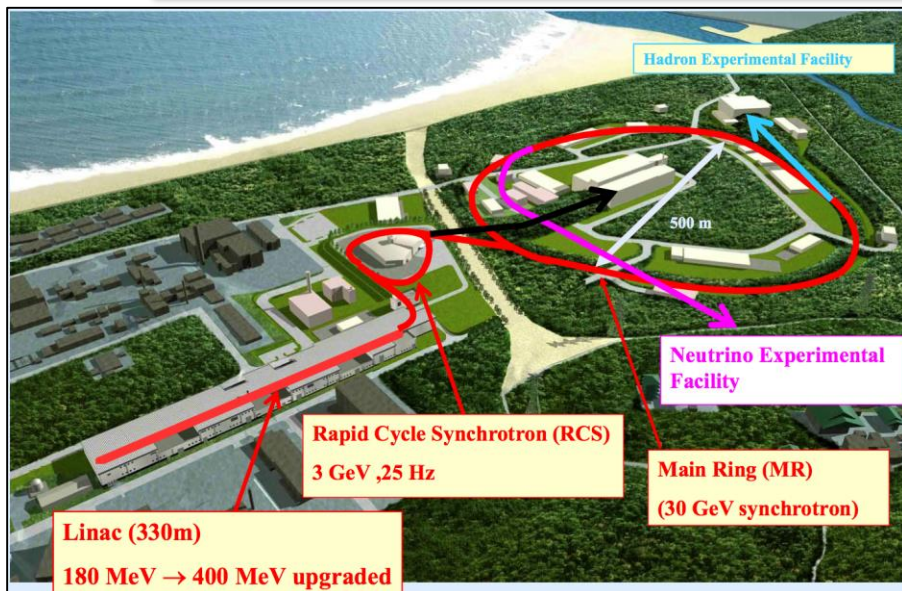 Hadron Experimental Facility
500 m
Neutrino Experimental
Facility
Rapid Cycle Synchrotron (RCS)
3 GeV ,25 Hz
Main Ring (MR)
(30 GeV synchrotron)
Linac (330m)
180 MeV → 400 MeV upgraded